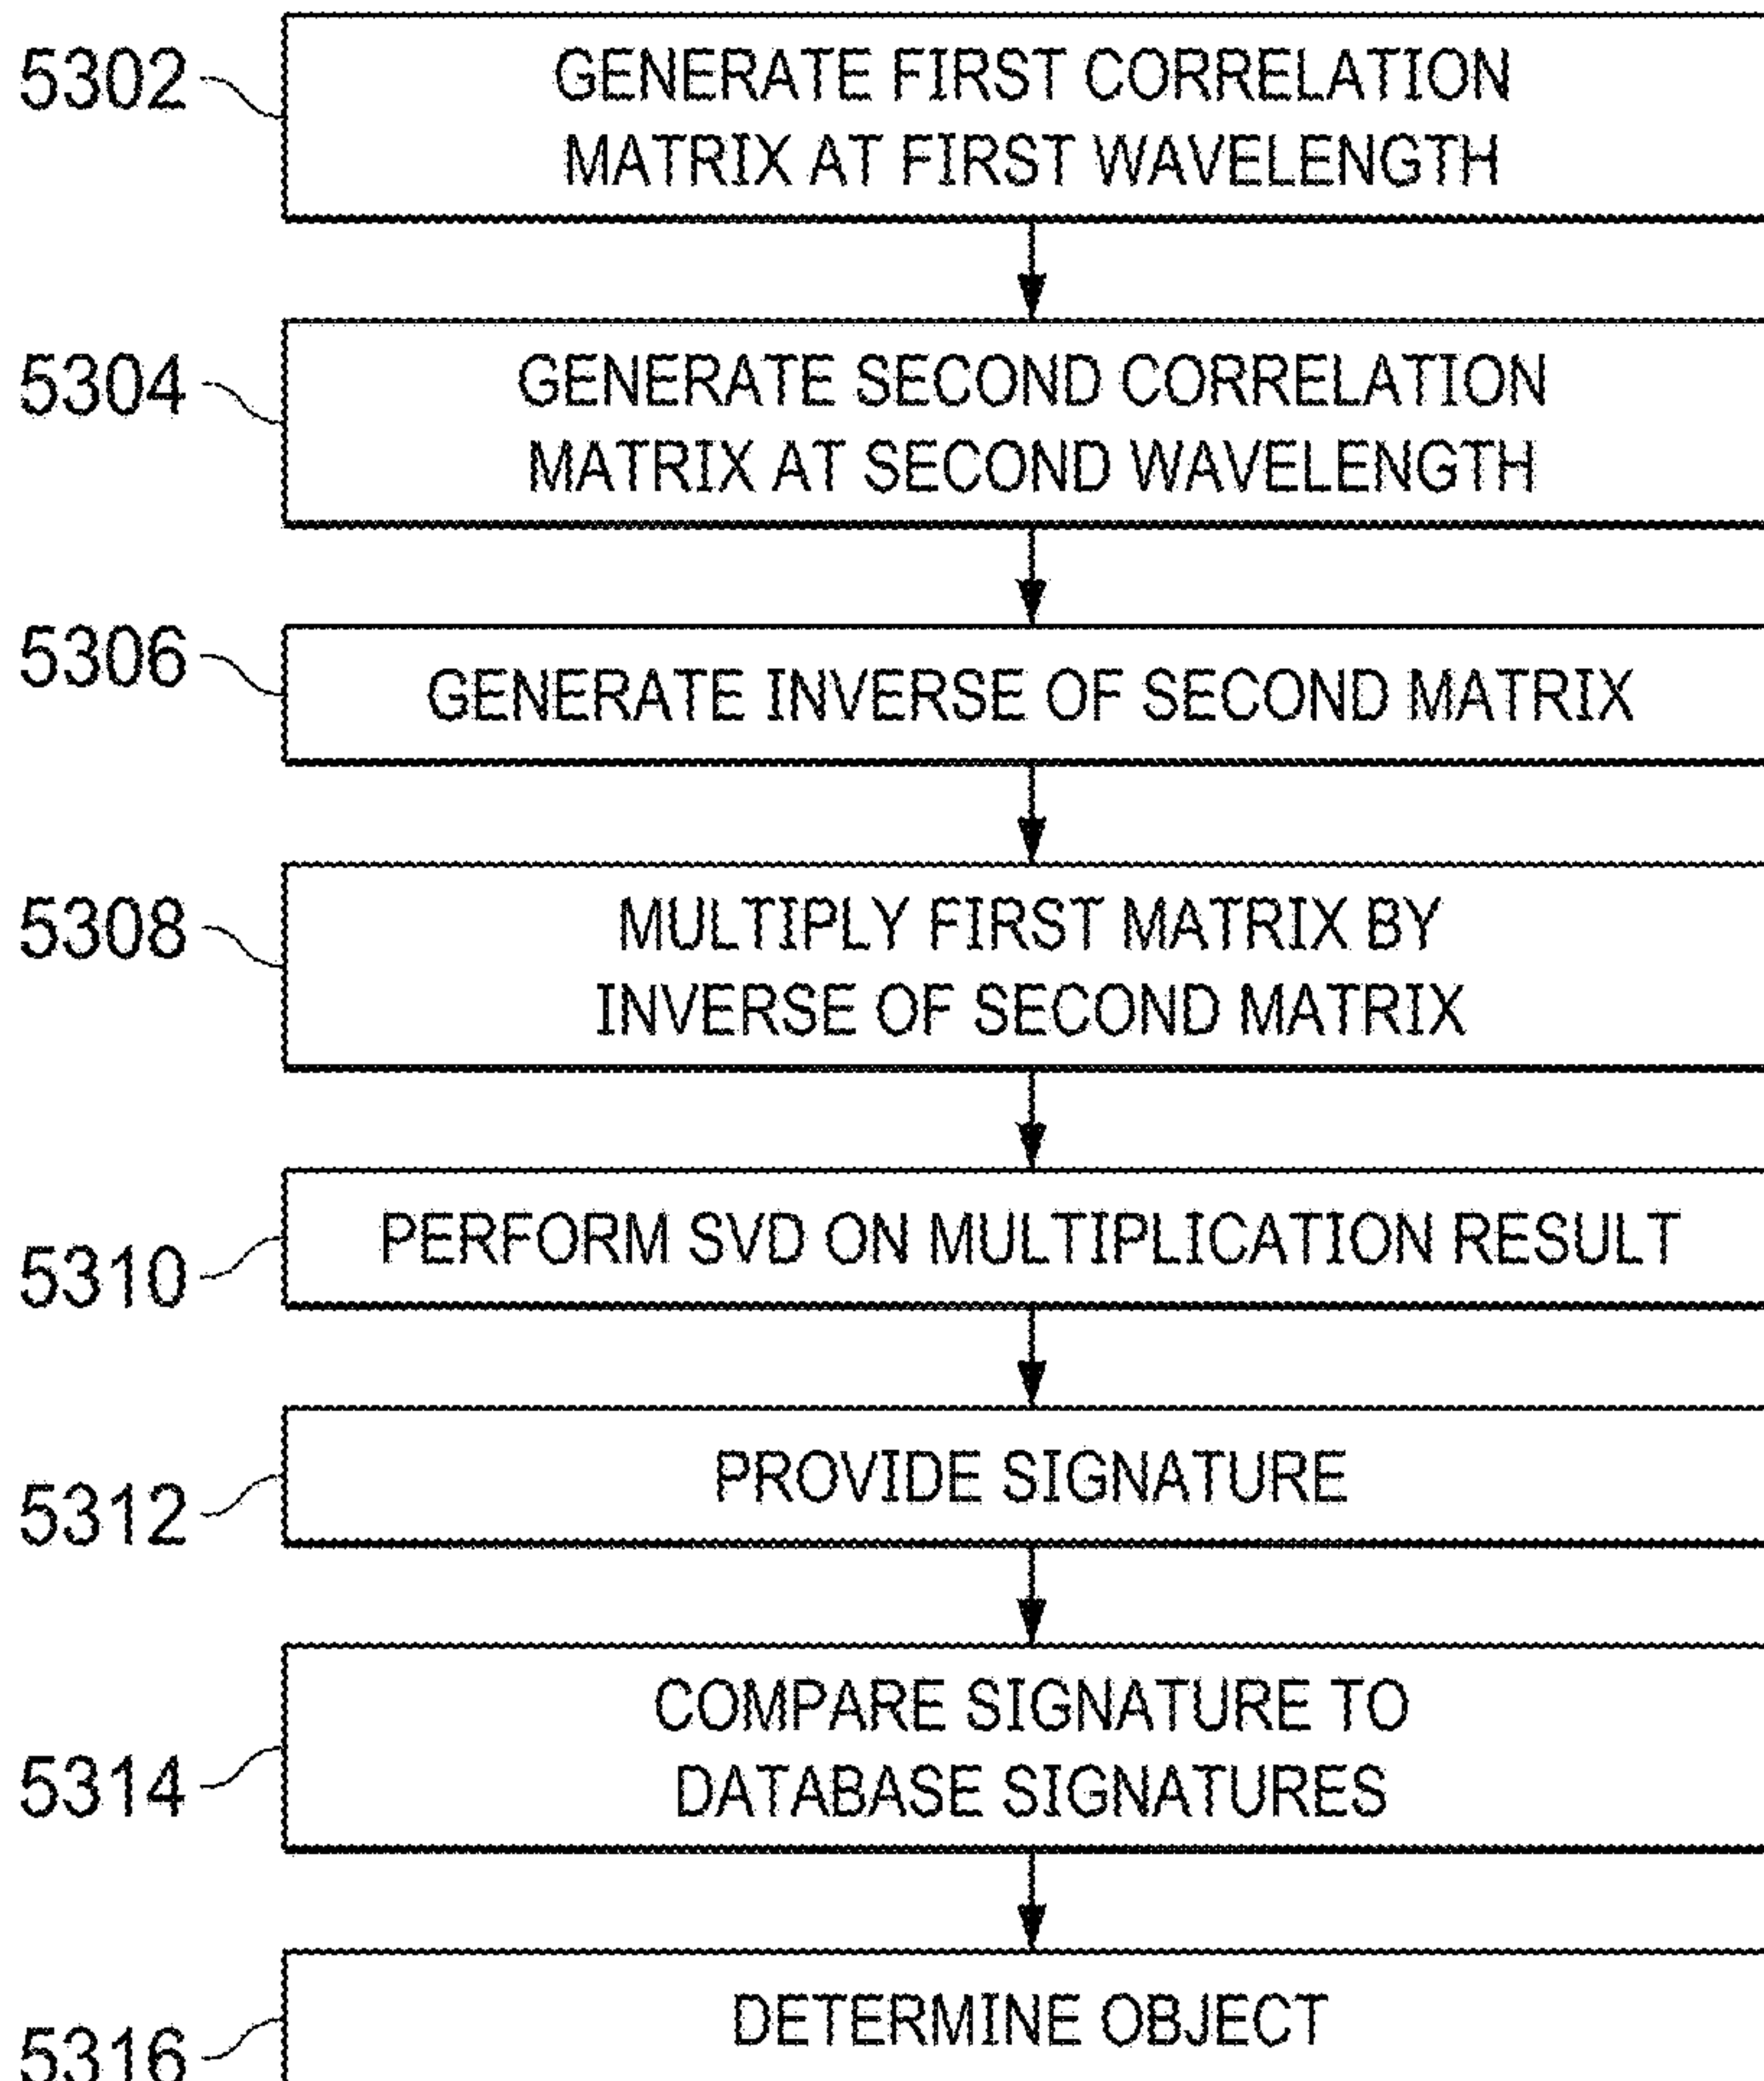 5302
GENERATE FIRST CORRELATION
MATRIX AT FIRST WAVELENGTH
5304
GENERATE SECOND CORRELATION
MATRIX AT SECOND WAVELENGTH
5306
GENERATE INVERSE OF SECOND MATRIX
5308
MULTIPLY FIRST MATRIX BY
INVERSE OF SECOND MATRIX
5310
PERFORM SVD ON MULTIPLICATION RESULT
5312
PROVIDE SIGNATURE
5314
COMPARE SIGNATURE TO
DATABASE SIGNATURES
5316
DETERMINE OBJECT